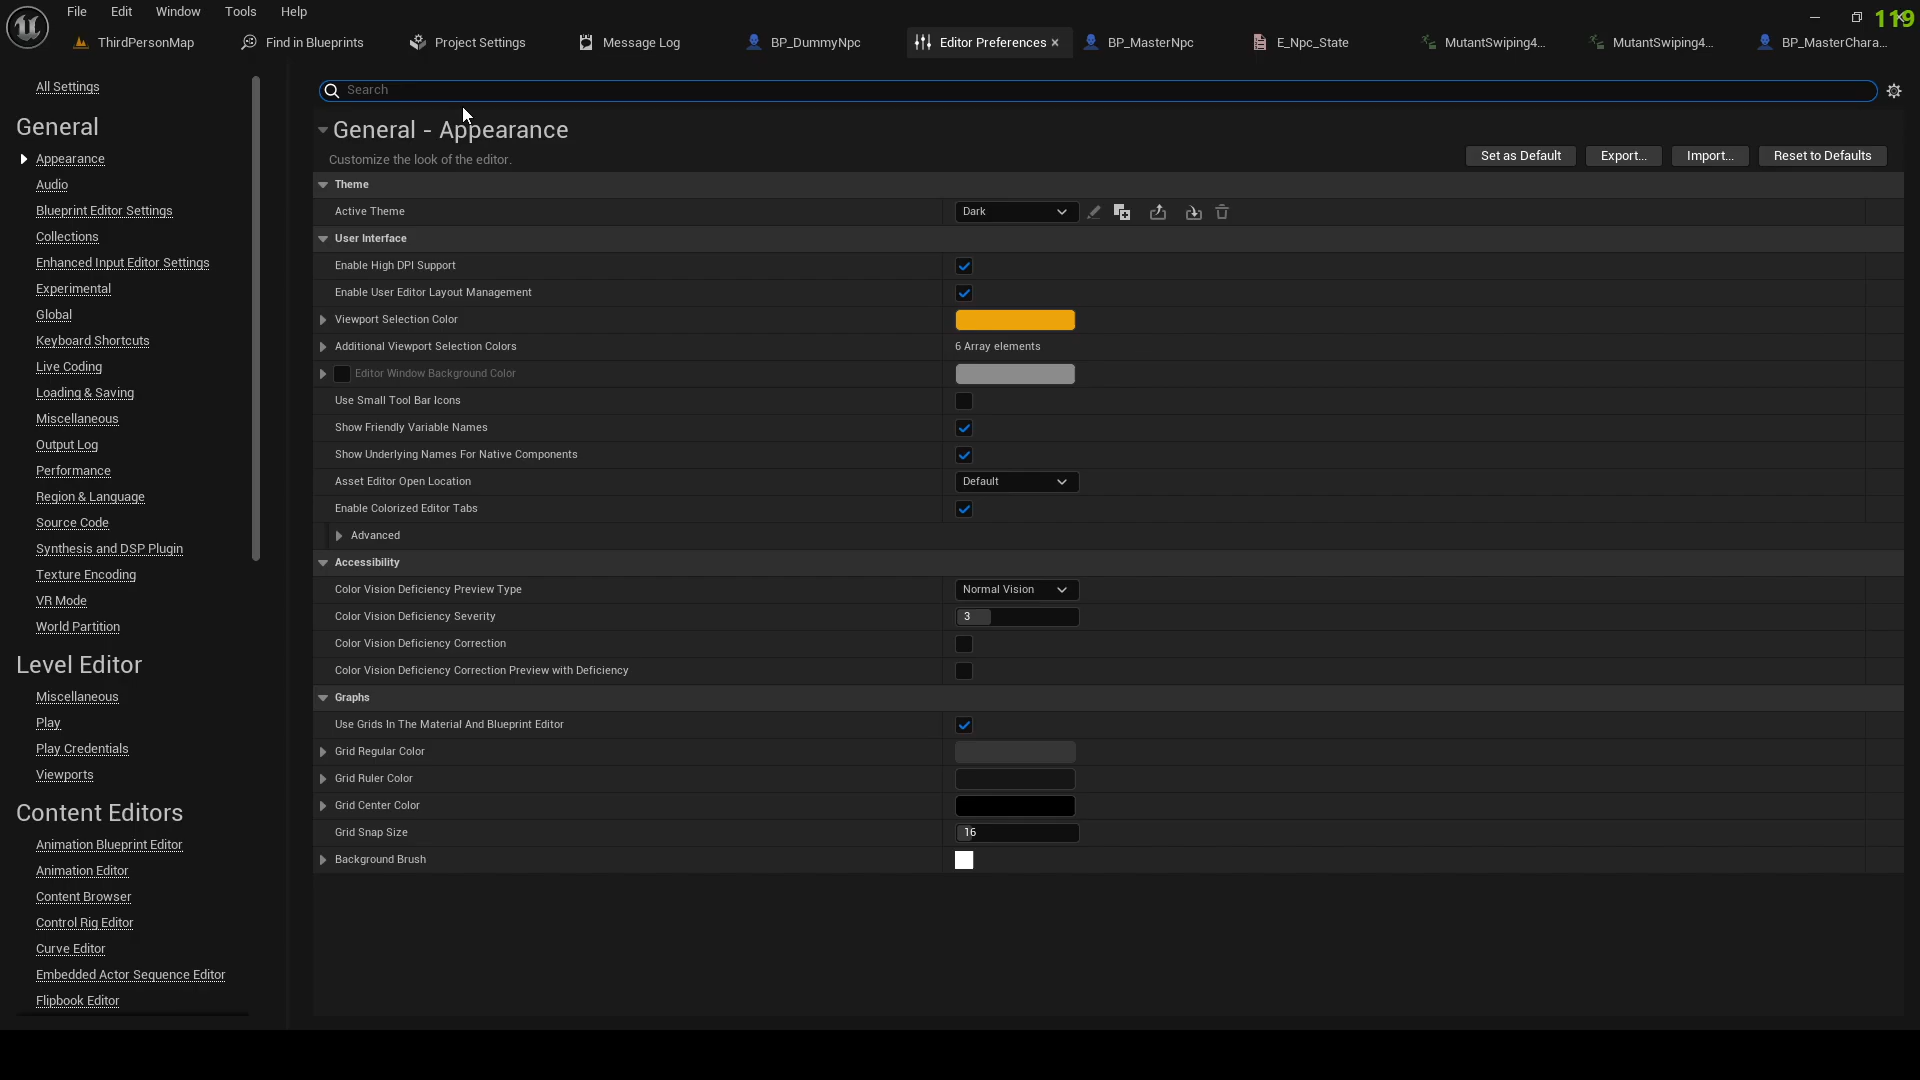 File Edit Window Tools Help
119
ThirdPersonMap Find in Blueprints Project Settings Message Log BP_DummyNpc Editor Preferences BP_MasterNpc E_Npc_State MutantSwiping4... MutantSwiping4... BP_MasterChara...
All Settings
General
Appearance
Audio
Blueprint Editor Settings
Collections
Enhanced Input Editor Settings
Experimental
Global
Keyboard Shortcuts
Live Coding
Loading & Saving
Miscellaneous
Output Log
Performance
Region & Language
Source Code
Synthesis and DSP Plugin
Texture Encoding
VR Mode
World Partition
Level Editor
Miscellaneous
Play
Play Credentials
Viewports
Content Editors
Animation Blueprint Editor
Animation Editor
Content Browser
Control Rig Editor
Curve Editor
Embedded Actor Sequence Editor
Flipbook Editor
Search
General - Appearance
Customize the look of the editor.
Set as Default Export... Import... Reset to Defaults
Theme
Active Theme Dark
User Interface
Enable High DPI Support
Enable User Editor Layout Management
Viewport Selection Color
Additional Viewport Selection Colors 6 Array elements
Editor Window Background Color
Use Small Tool Bar Icons
Show Friendly Variable Names
Show Underlying Names For Native Components
Asset Editor Open Location Default
Enable Colorized Editor Tabs
Advanced
Accessibility
Color Vision Deficiency Preview Type Normal Vision
Color Vision Deficiency Severity 3
Color Vision Deficiency Correction
Color Vision Deficiency Correction Preview with Deficiency
Graphs
Use Grids In The Material And Blueprint Editor
Grid Regular Color
Grid Ruler Color
Grid Center Color
Grid Snap Size 16
Background Brush